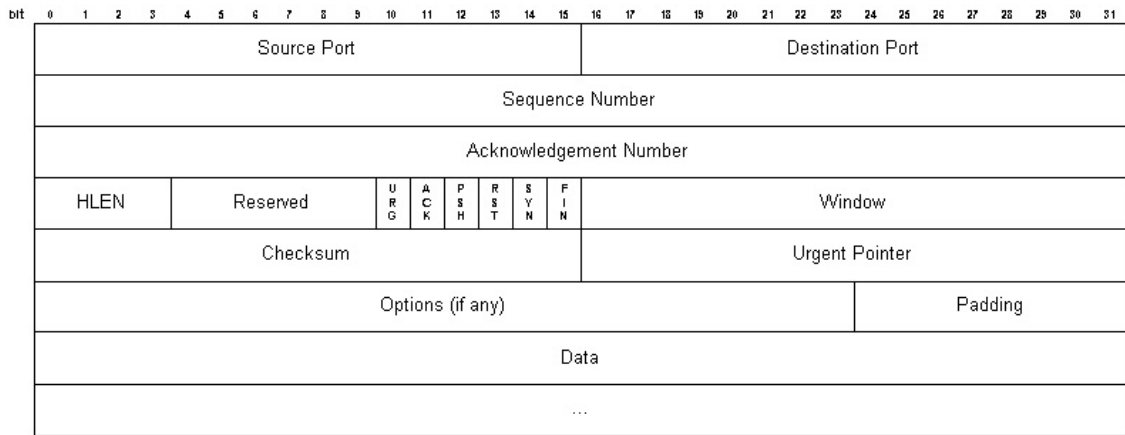 bit 0 1 2 3 4 5 6 7 8 9 10 11 12 13 14 15 16 17 18 19 20 21 22 23 24 25 26 27 28 29 30 31
Source Port Destination Port
Sequence Number
Acknowledgement Number
HLEN Reserved URG ACK PSH RST SYN FIN Window
Checksum Urgent Pointer
Options (if any) Padding
Data
...